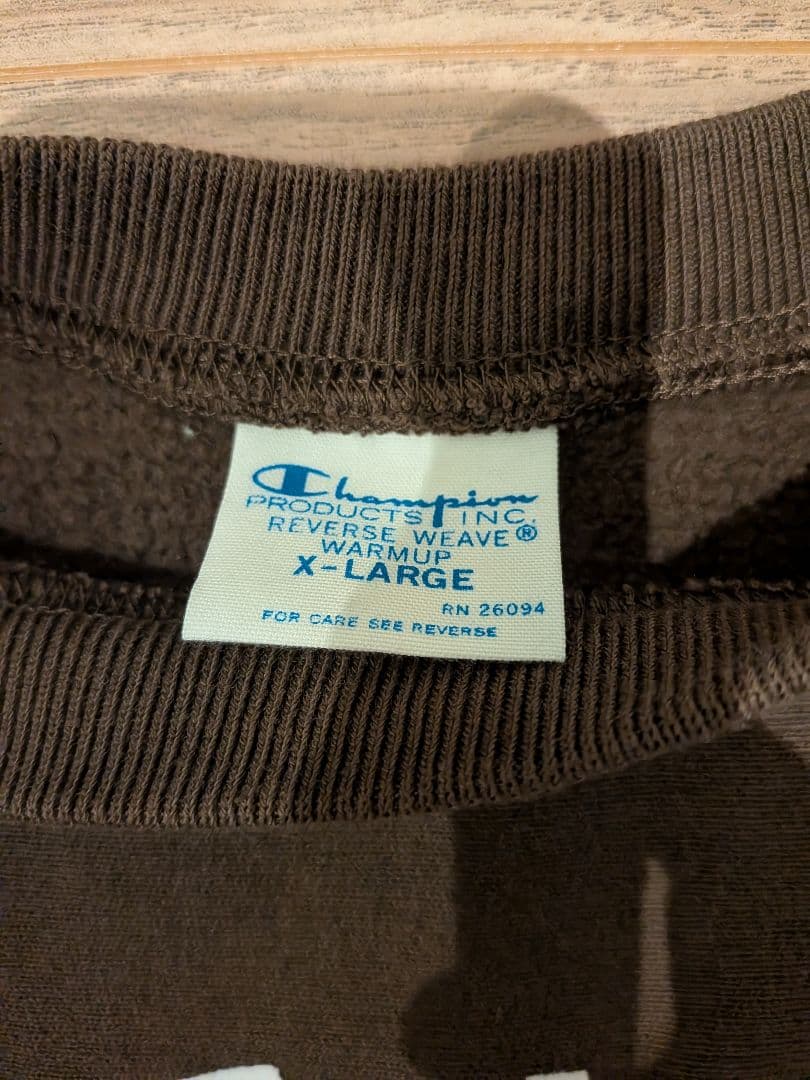 Champion
PRODUCTS INC.
REVERSE WEAVE®
WARMUP
X-LARGE
RN 26094
FOR CARE SEE REVERSE